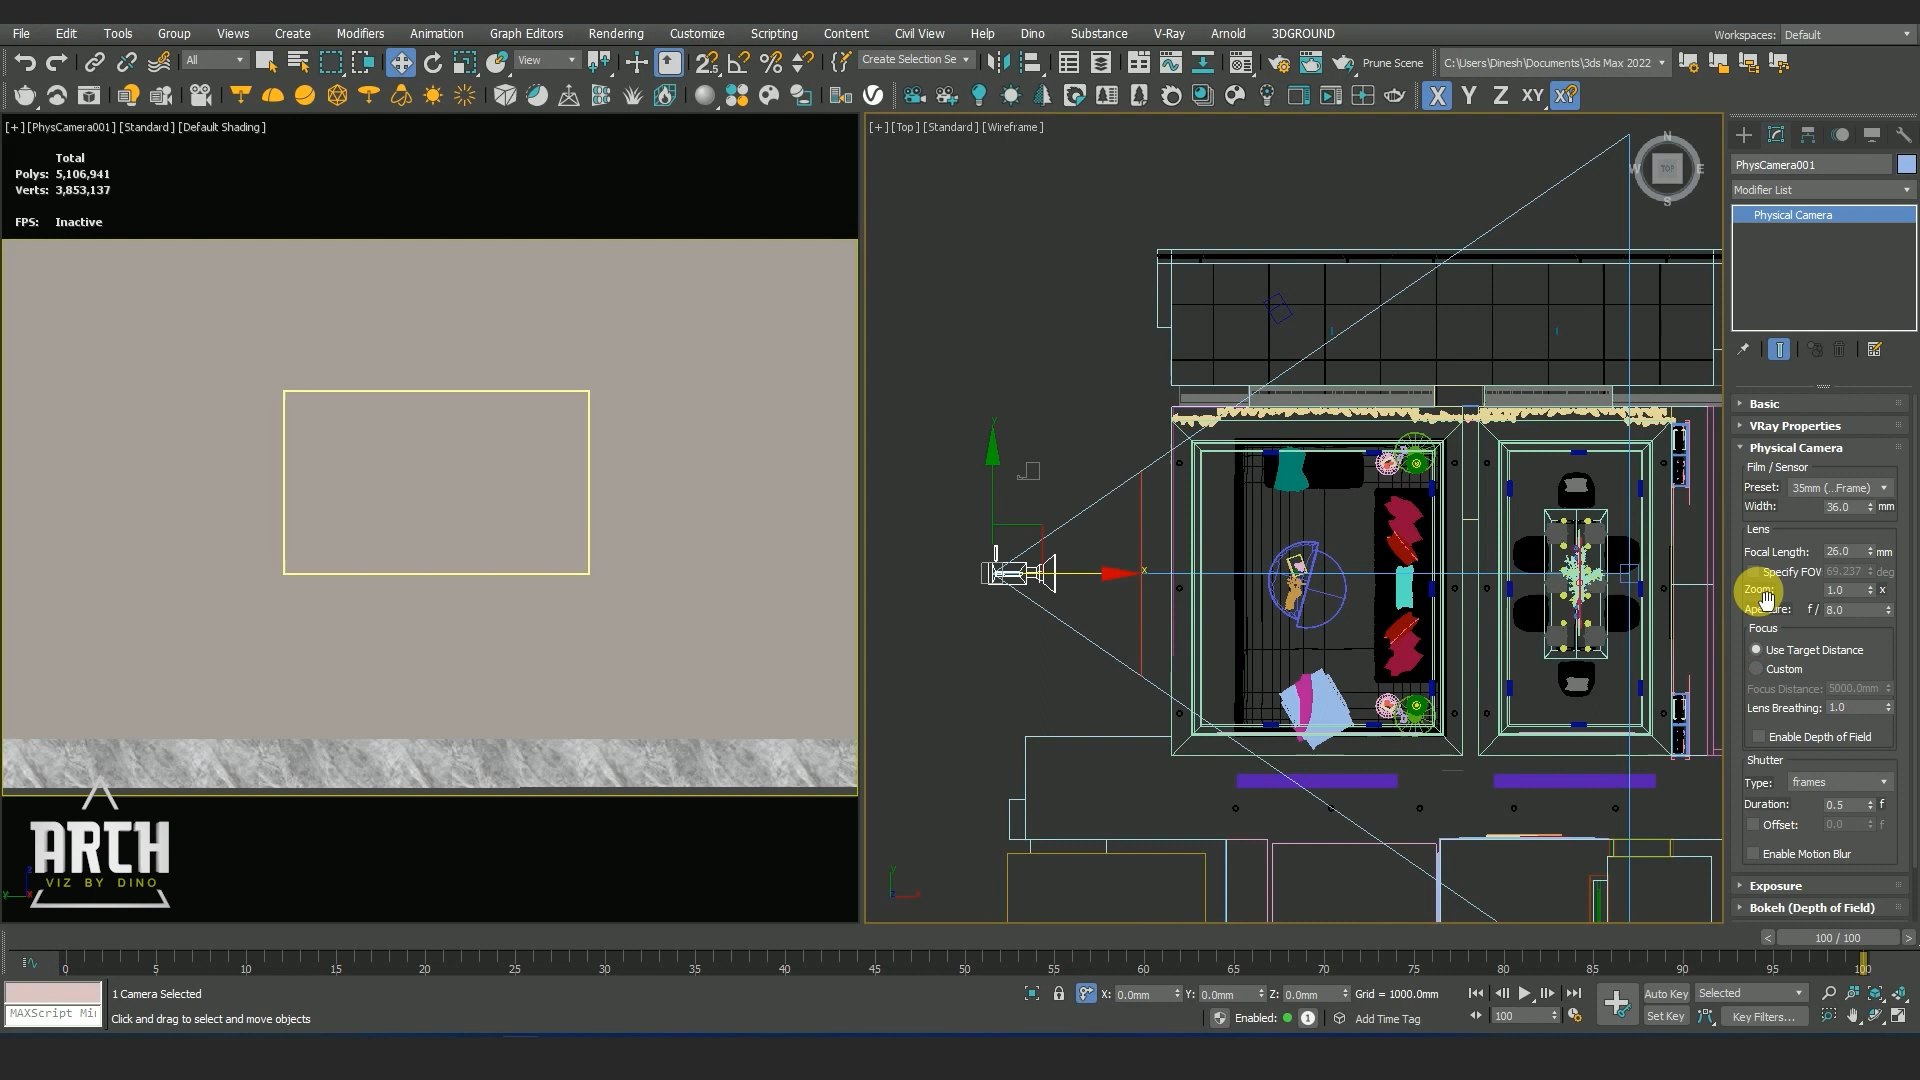 File Edit Tools Group Views Create Modifiers Animation Graph Editors Rendering Customize Scripting Content Civil View Help Dino Substance V-Ray Arnold 3DGROUND
Workspaces: Default
All View Create Selection Se Prune Scene C:\Users\Dinesh\Documents\3ds Max 2022
X Y Z XY XY
[+] [PhysCamera001] [Standard] [Default Shading]
Total
Polys: 5,106,941
Verts: 3,853,137
FPS: Inactive
ARCH
VIZ BY DINO
[+] [Top] [Standard] [Wireframe]
N
W TOP E
S
y
x
PhysCamera001
Modifier List
Physical Camera
Basic
VRay Properties
Physical Camera
Film / Sensor
Preset: 35mm (...Frame)
Width: 36.0 mm
Lens
Focal Length: 26.0 mm
Specify FOV 69.237 deg
Zoom: 1.0 x
Aperture: f / 8.0
Focus
Use Target Distance
Custom
Focus Distance: 5000.0mm
Lens Breathing: 1.0
Enable Depth of Field
Shutter
Type: frames
Duration: 0.5 f
Offset: 0.0 f
Enable Motion Blur
Exposure
Bokeh (Depth of Field)
< 100 / 100 >
0 5 10 15 20 25 30 35 40 45 50 55 60 65 70 75 80 85 90 95 100
1 Camera Selected
X: 0.0mm Y: 0.0mm Z: 0.0mm Grid = 1000.0mm
Auto Key Selected
MAXScript Mi
Click and drag to select and move objects
Enabled: 1 Add Time Tag
100
Set Key Key Filters...